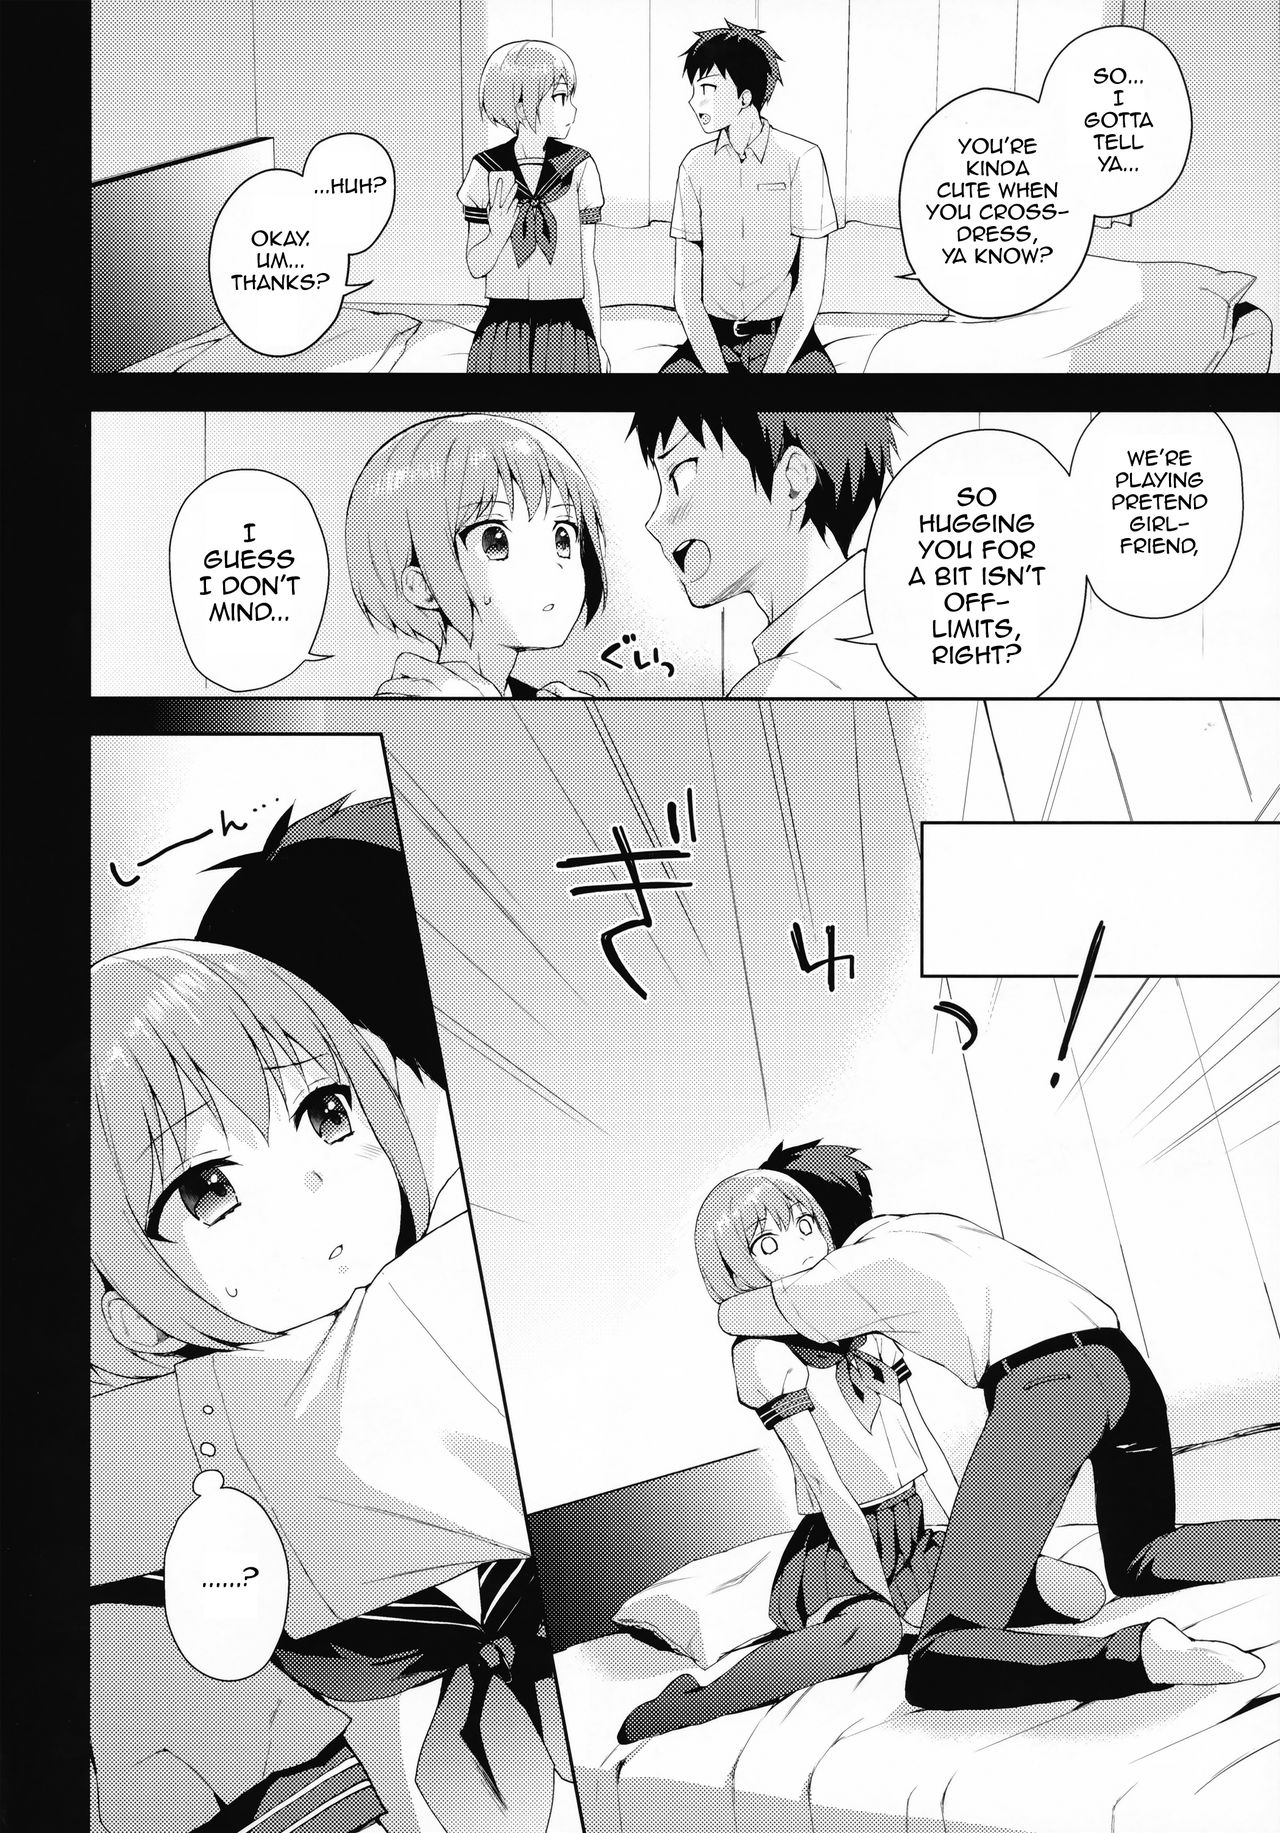 SO...
I
GOTTA
TELL
YA...
YOU'RE
KINDA
CUTE WHEN
YOU CROSS-
DRESS,
YA KNOW?
...HUH?
OKAY.
UM...
THANKS?
WE'RE
PLAYING
PRETEND
GIRL-
FRIEND,
SO
HUGGING
YOU FOR
A BIT ISN'T
OFF-
LIMITS,
RIGHT?
ぐいっ
I
GUESS
I DON'T
MIND...
!
ぎゅっ
しーん…
.......?